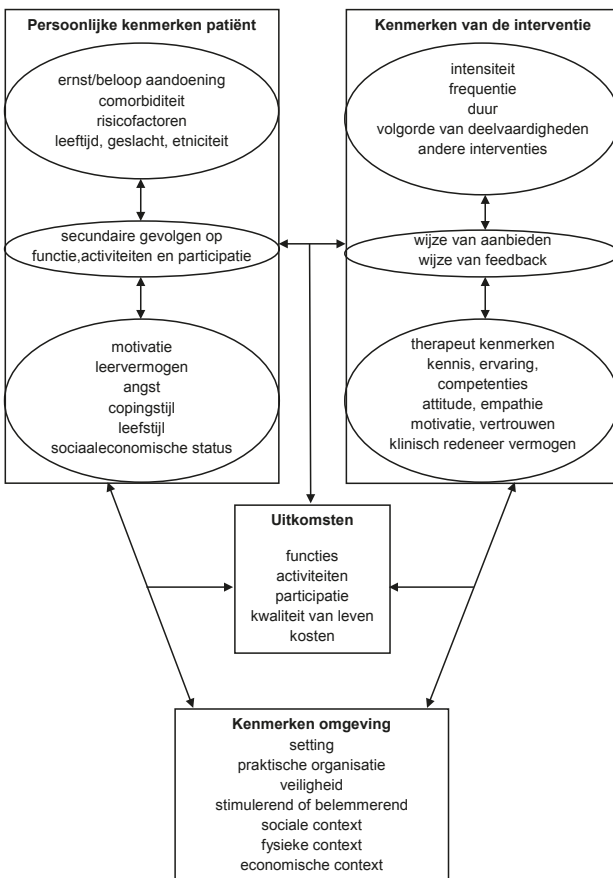 Persoonlijke kenmerken patiënt
ernst/beloop aandoening
comorbiditeit
risicofactoren
leeftijd, geslacht, etniciteit
secundaire gevolgen op
functie,activiteiten en participatie
motivatie
leervermogen
angst
copingstijl
leefstijl
sociaaleconomische status
Kenmerken van de interventie
intensiteit
frequentie
duur
volgorde van deelvaardigheden
andere interventies
wijze van aanbieden
wijze van feedback
therapeut kenmerken
kennis, ervaring,
competenties
attitude, empathie
motivatie, vertrouwen
klinisch redeneer vermogen
Uitkomsten
functies
activiteiten
participatie
kwaliteit van leven
kosten
Kenmerken omgeving
setting
praktische organisatie
veiligheid
stimulerend of belemmerend
sociale context
fysieke context
economische context